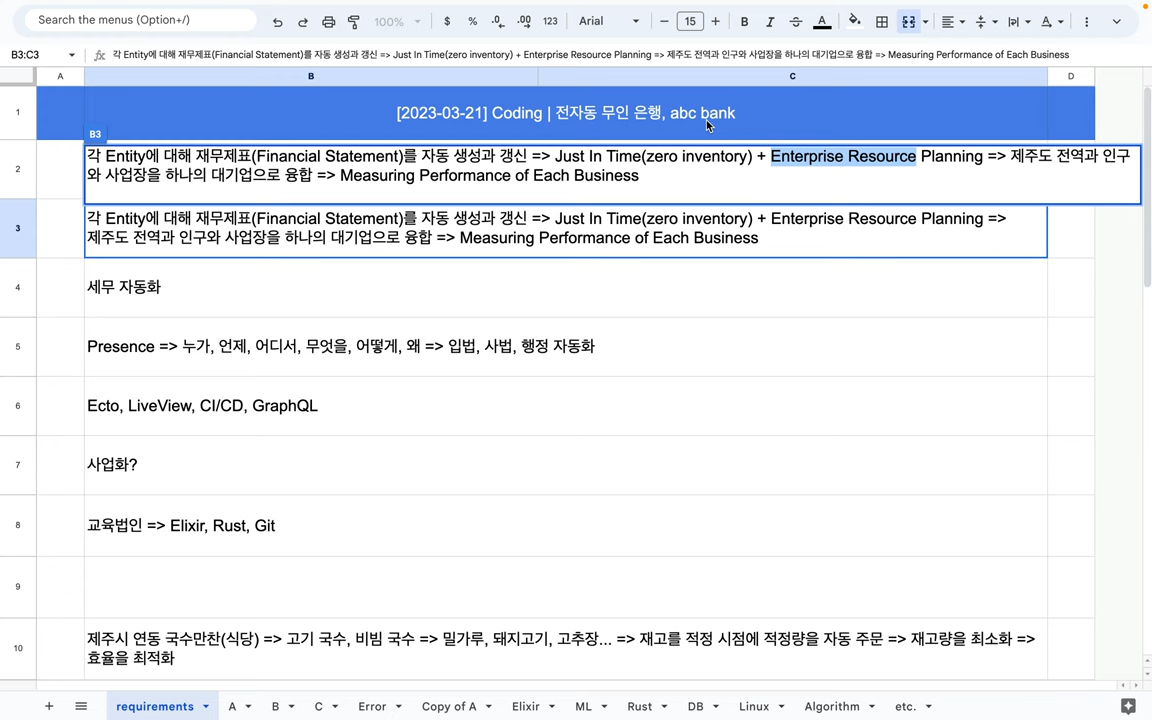 Search the menus (Option+/)
100%
$ % .0 .00 123
Arial
15
B I S A
B3:C3
fx 각 Entity에 대해 재무제표(Financial Statement)를 자동 생성과 갱신 => Just In Time(zero inventory) + Enterprise Resource Planning => 제주도 전역과 인구와 사업장을 하나의 대기업으로 융합 => Measuring Performance of Each Business
A B C D
1 [2023-03-21] Coding | 전자동 무인 은행, abc bank
B3
2 각 Entity에 대해 재무제표(Financial Statement)를 자동 생성과 갱신 => Just In Time(zero inventory) + Enterprise Resource Planning => 제주도 전역과 인구
와 사업장을 하나의 대기업으로 융합 => Measuring Performance of Each Business
3 각 Entity에 대해 재무제표(Financial Statement)를 자동 생성과 갱신 => Just In Time(zero inventory) + Enterprise Resource Planning =>
제주도 전역과 인구와 사업장을 하나의 대기업으로 융합 => Measuring Performance of Each Business
4 세무 자동화
5 Presence => 누가, 언제, 어디서, 무엇을, 어떻게, 왜 => 입법, 사법, 행정 자동화
6 Ecto, LiveView, CI/CD, GraphQL
7 사업화?
8 교육법인 => Elixir, Rust, Git
9
10 제주시 연동 국수만찬(식당) => 고기 국수, 비빔 국수 => 밀가루, 돼지고기, 고추장... => 재고를 적정 시점에 적정량을 자동 주문 => 재고량을 최소화 =>
효율을 최적화
requirements A B C Error Copy of A Elixir ML Rust DB Linux Algorithm etc.